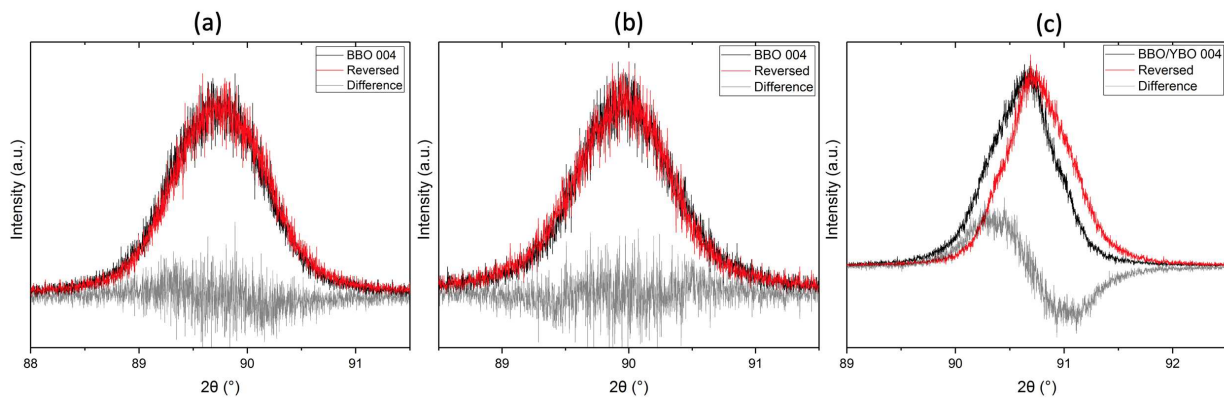 (a)
(b)
(c)
BBO 004
Reversed
Difference
Intensity (a.u.)
88
89
90
91
2θ (°)
BBO 004
Reversed
Difference
Intensity (a.u.)
89
90
91
2θ (°)
BBO/YBO 004
Reversed
Difference
Intensity (a.u.)
89
90
91
92
2θ (°)